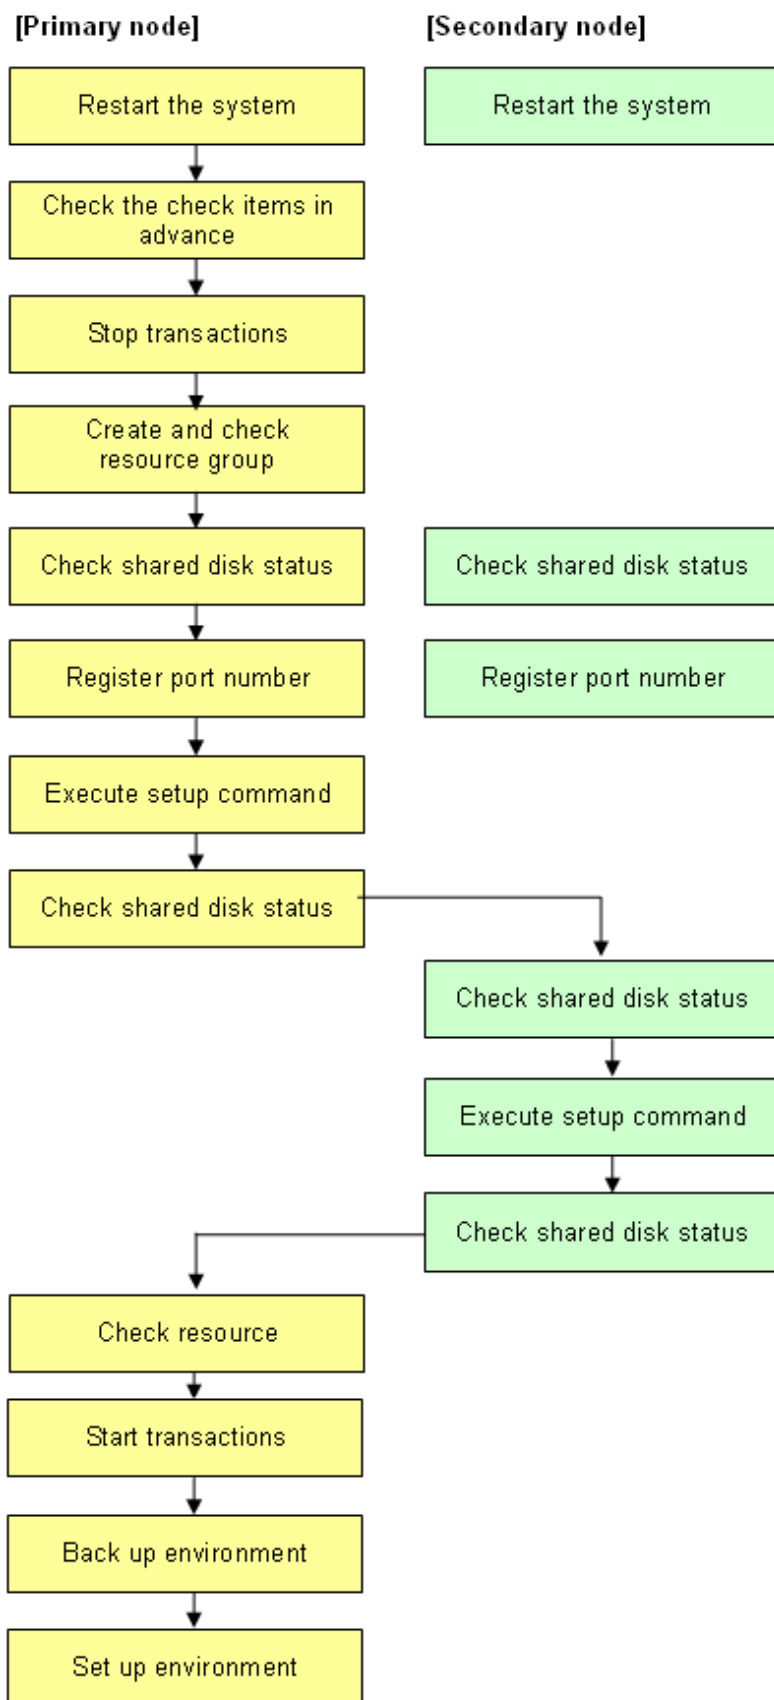 [Primary node]
[Secondary node]
Restart the system
Restart the system
Check the check items in
advance
Stop transactions
Create and check
resource group
Check shared disk status
Check shared disk status
Register port number
Register port number
Execute setup command
Check shared disk status
Check shared disk status
Execute setup command
Check shared disk status
Check resource
Start transactions
Back up environment
Set up environment